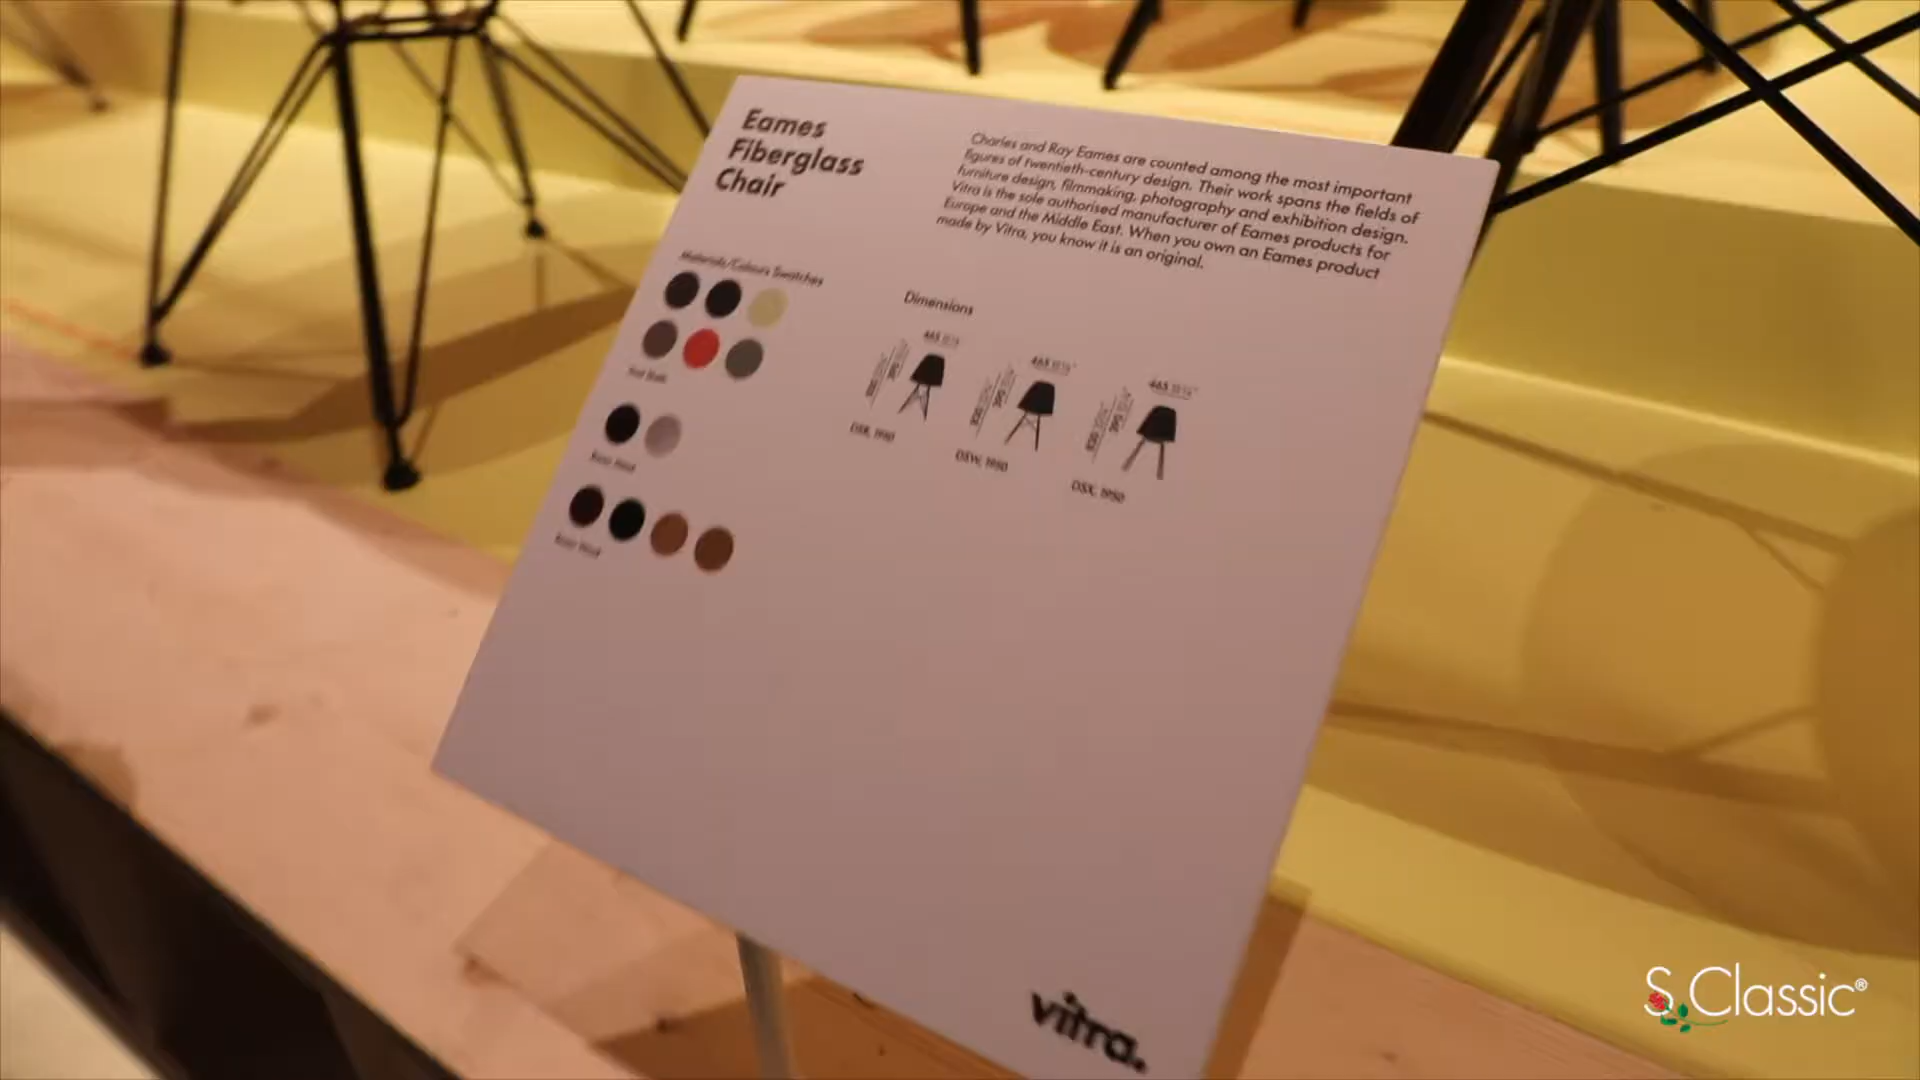 Eames
Fiberglass
Chair
Charles and Ray Eames are counted among the most important
figures of twentieth-century design. Their work spans the fields of
furniture design, filmmaking, photography and exhibition design.
Vitra is the sole authorised manufacturer of Eames products for
Europe and the Middle East. When you own an Eames product
made by Vitra, you know it is an original.
Materials/Colours Swatches
Dimensions
465
465
465
DSR, 1950
DSW, 1950
DSX, 1950
vitra.
S.Classic®